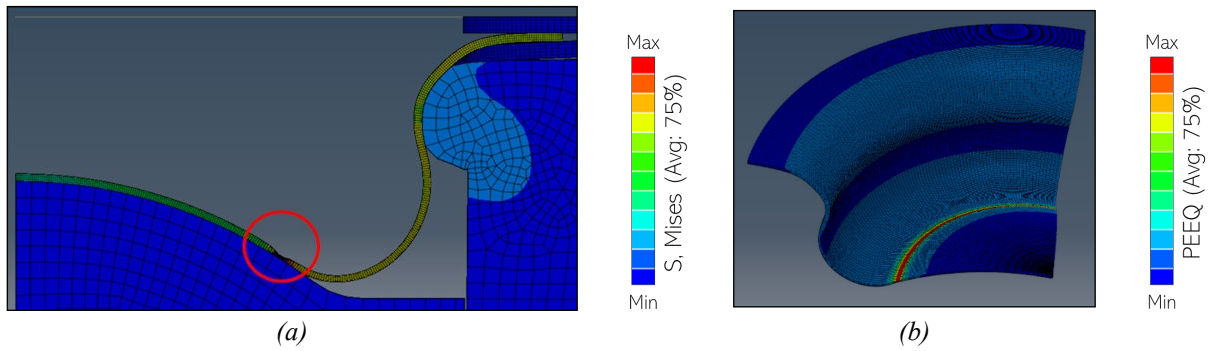 Max
S, Mises (Avg: 75%)
Min
(a)
Max
PEEQ (Avg: 75%)
Min
(b)